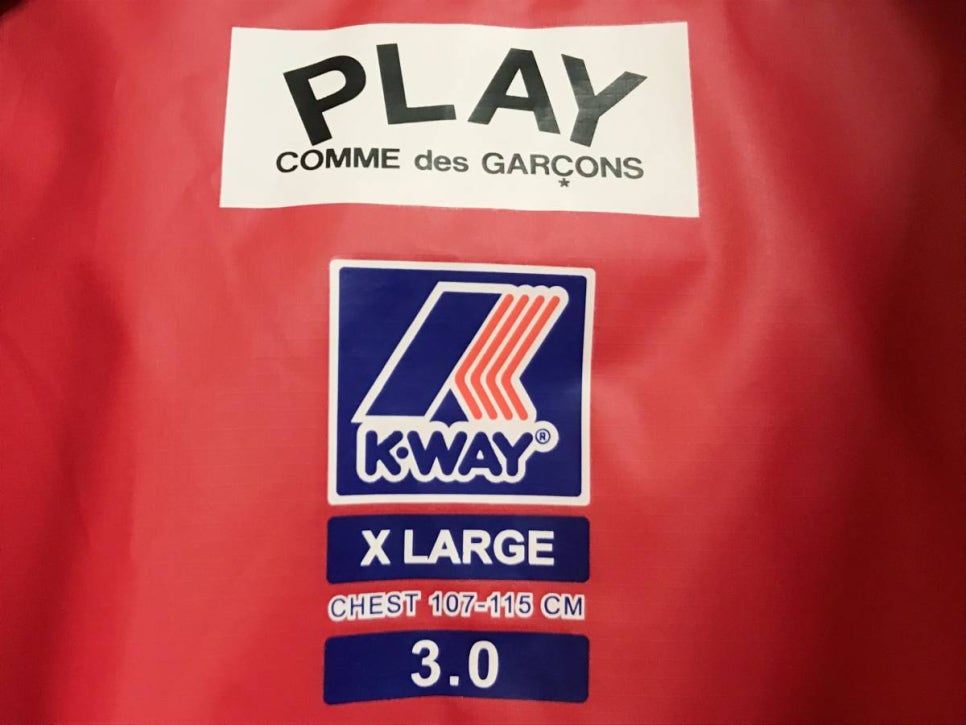 PLAY
COMME des GARÇONS
*
K·WAY®
X LARGE
CHEST 107-115 CM
3.0